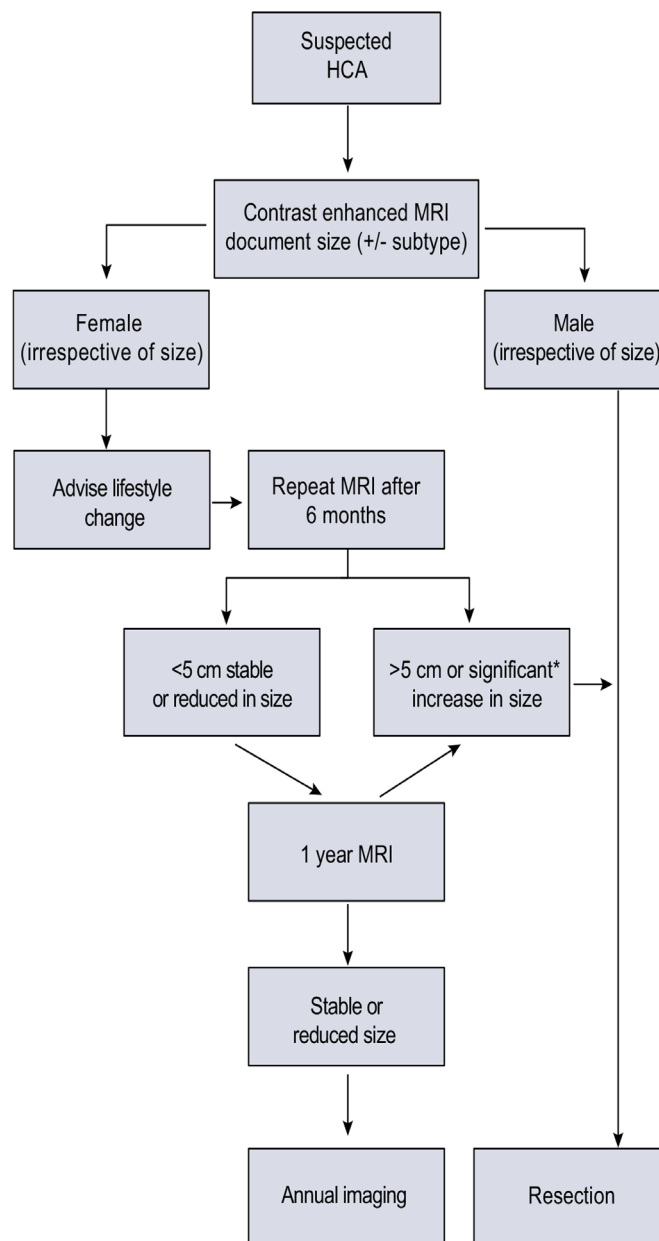 Suspected
HCA
Contrast enhanced MRI
document size (+/- subtype)
Female
(irrespective of size)
Male
(irrespective of size)
Advise lifestyle
change
Repeat MRI after
6 months
<5 cm stable
or reduced in size
>5 cm or significant*
increase in size
1 year MRI
Stable or
reduced size
Annual imaging
Resection